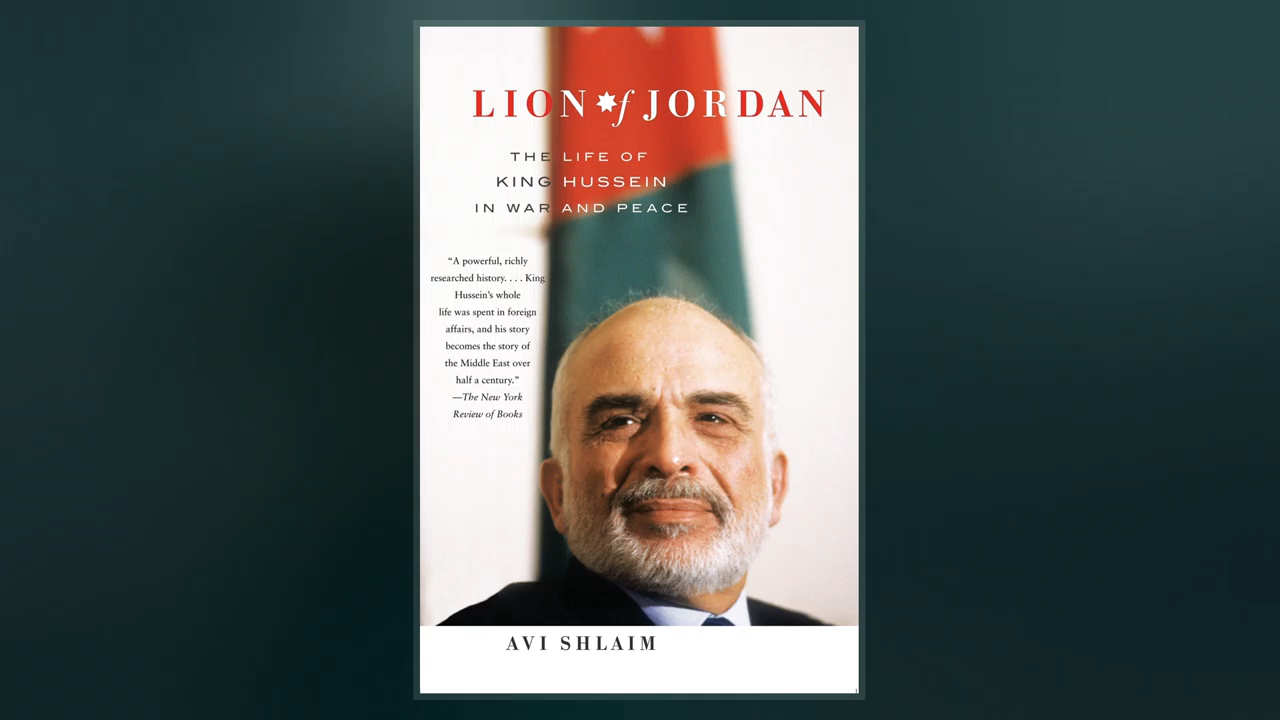 LION of JORDAN
THE LIFE OF
KING HUSSEIN
IN WAR AND PEACE
“A powerful, richly
researched history. . . . King
Hussein’s whole
life was spent in foreign
affairs, and his story
becomes the story of
the Middle East over
half a century.”
—The New York
Review of Books
AVI SHLAIM